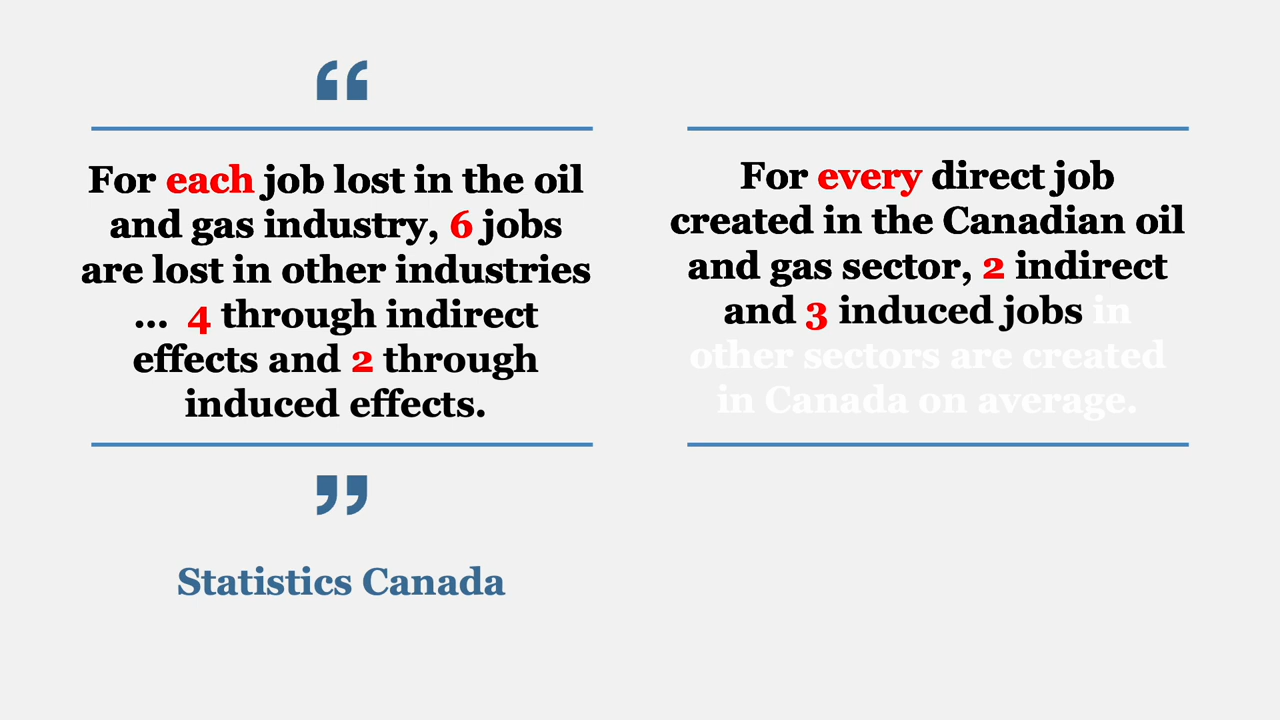 “
For each job lost in the oil
and gas industry, 6 jobs
are lost in other industries
... 4 through indirect
effects and 2 through
induced effects.
”
Statistics Canada
For every direct job
created in the Canadian oil
and gas sector, 2 indirect
and 3 induced jobs in
other sectors are created
in Canada on average.